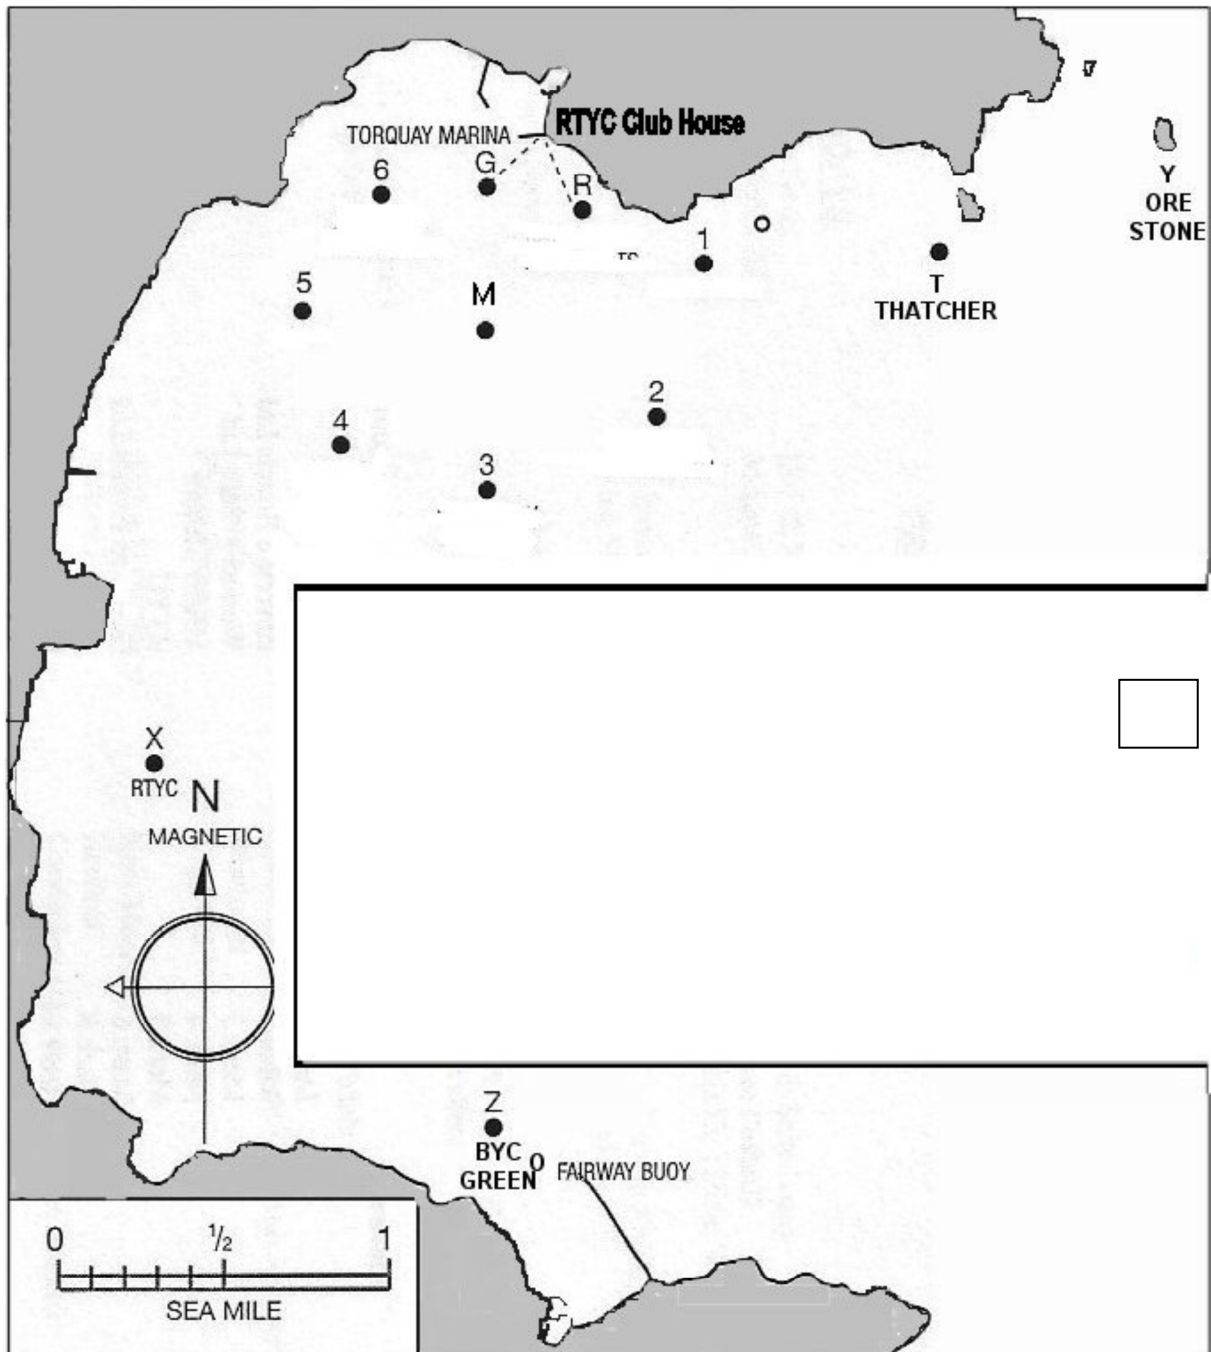 RTYC Club House
TORQUAY MARINA
6
G
R
Y
ORE
STONE
1
T
THATCHER
5
M
2
4
3
X
RTYC
N
MAGNETIC
Z
BYC
GREEN
FAIRWAY BUOY
0 1/2 1
SEA MILE